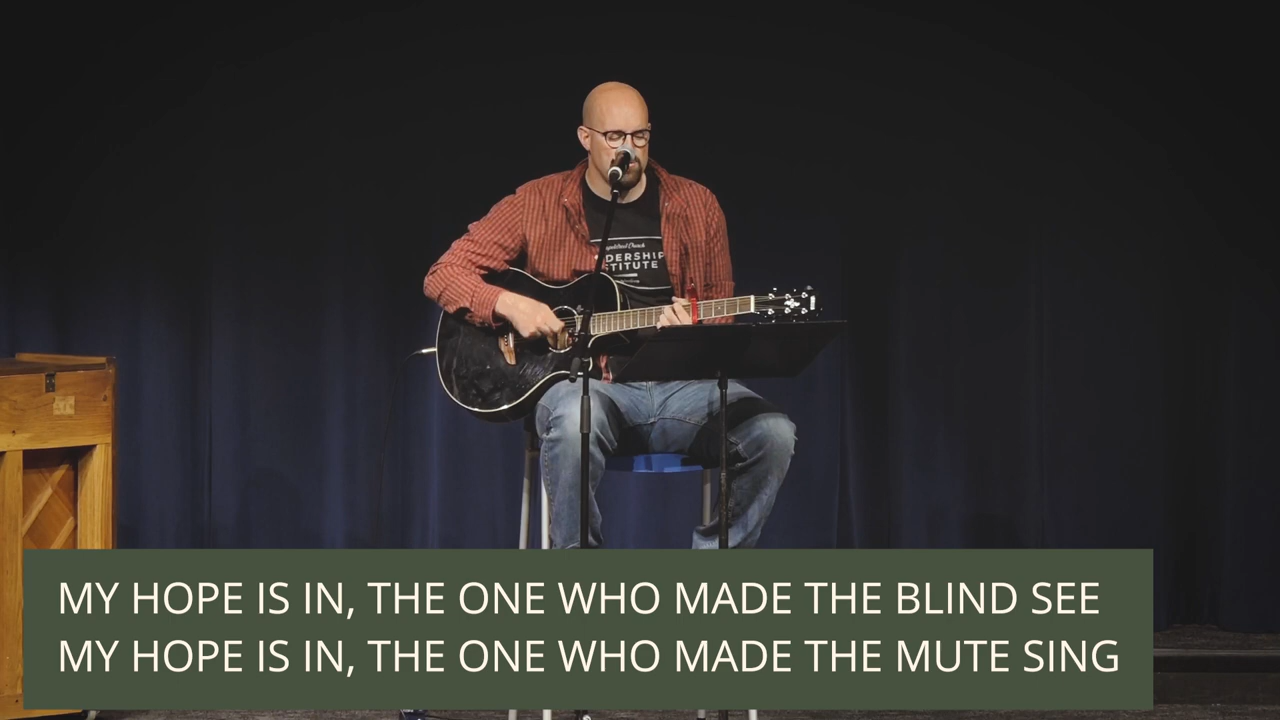 DERSHIP
TITUTE
MY HOPE IS IN, THE ONE WHO MADE THE BLIND SEE
MY HOPE IS IN, THE ONE WHO MADE THE MUTE SING